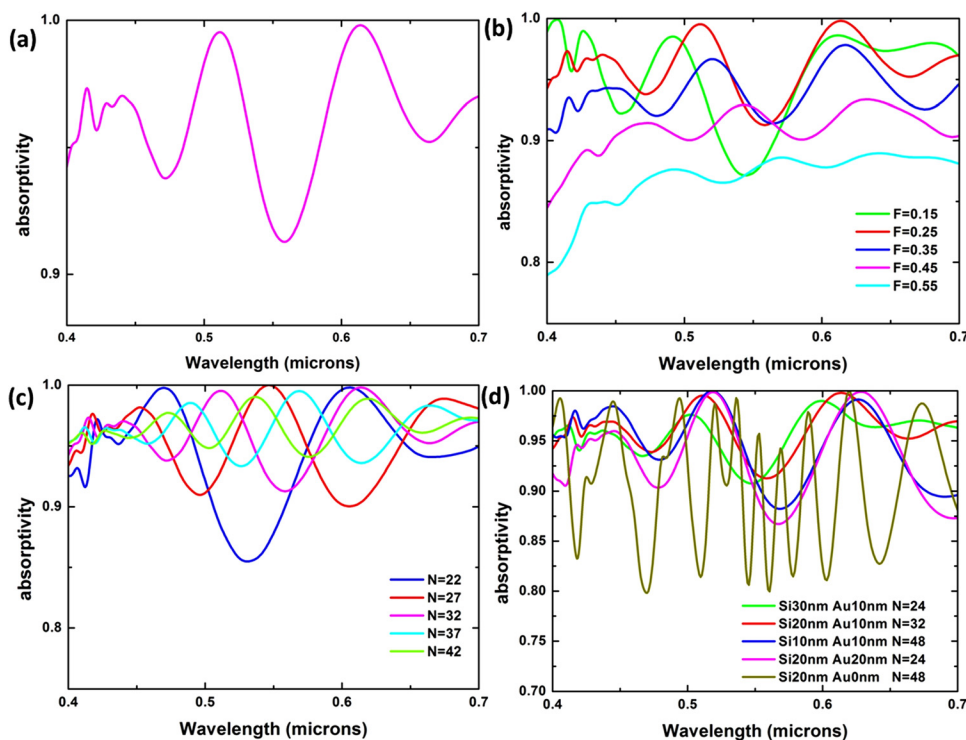 (a)
1.0
0.9
absorptivity
0.4 0.5 0.6 0.7
Wavelength (microns)
(b)
1.0
0.9
0.8
absorptivity
F=0.15
F=0.25
F=0.35
F=0.45
F=0.55
0.4 0.5 0.6 0.7
Wavelength (microns)
(c)
1.0
0.9
0.8
absorptivity
N=22
N=27
N=32
N=37
N=42
0.4 0.5 0.6 0.7
Wavelength (microns)
(d)
1.00
0.95
0.90
0.85
0.80
0.75
0.70
absorptivity
Si30nm Au10nm N=24
Si20nm Au10nm N=32
Si10nm Au10nm N=48
Si20nm Au20nm N=24
Si20nm Au0nm N=48
0.4 0.5 0.6 0.7
Wavelength (microns)